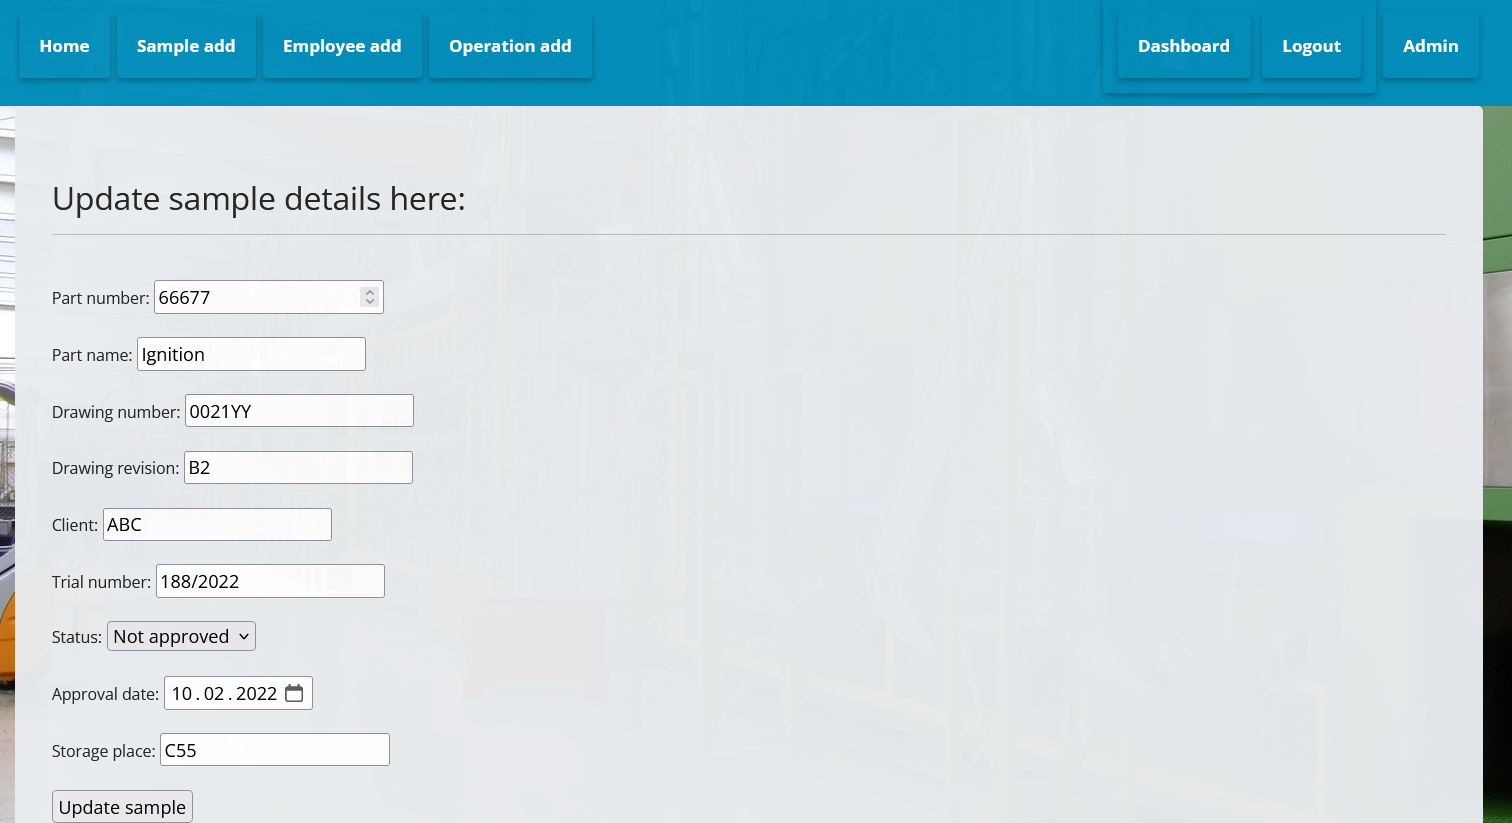 Home Sample add Employee add Operation add Dashboard Logout Admin
Update sample details here:
Part number: 66677
Part name: Ignition
Drawing number: 0021YY
Drawing revision: B2
Client: ABC
Trial number: 188/2022
Status: Not approved
Approval date: 10.02.2022
Storage place: C55
Update sample